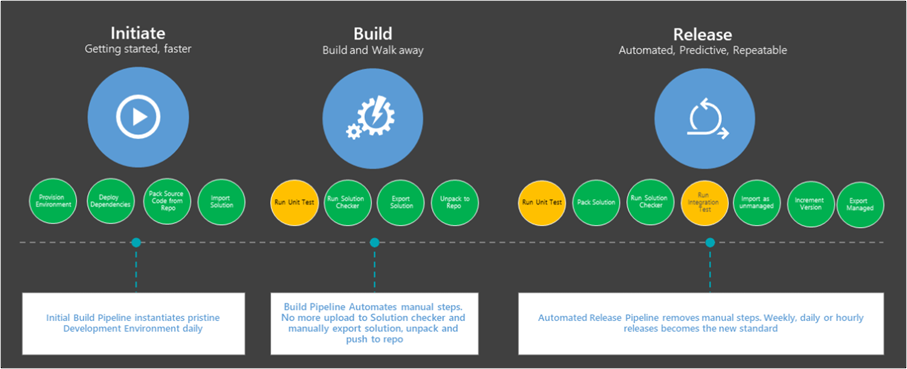 Initiate
Getting started, faster
Build
Build and Walk away
Release
Automated, Predictive, Repeatable
Provision
Environment
Deploy
Dependencies
Pack Source
Code from
Repo
Import
Solution
Run Unit Test
Run Solution
Checker
Export
Solution
Unpack to
Repo
Run Unit Test
Pack Solution
Run Solution
Checker
Run
Integration
Test
Import as
unmanaged
Increment
Version
Export
Managed
Initial Build Pipeline instantiates pristine
Development Environment daily
Build Pipeline Automates manual steps.
No more upload to Solution checker and
manually export solution, unpack and
push to repo
Automated Release Pipeline removes manual steps. Weekly, daily or hourly
releases becomes the new standard